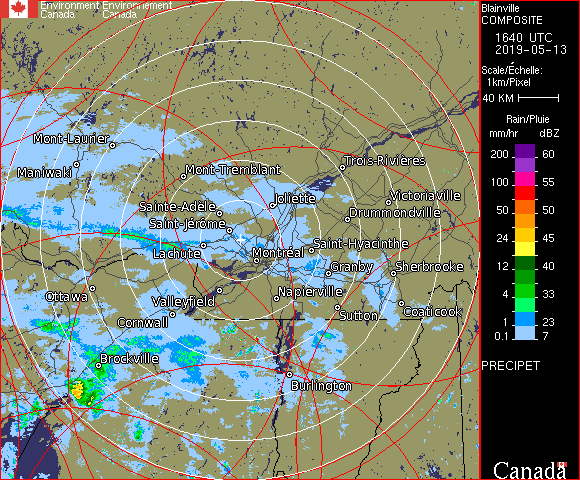 Environment Environnement
Canada Canada
Blainville
COMPOSITE
1640 UTC
2019-05-13
Scale/Échelle:
1km/Pixel
40 KM
Rain/Pluie
mm/hr dBZ
200 60
100 55
50 50
24 45
12 40
4 33
1 23
0.1 7
PRECIPET
Canada
Mont-Laurier
Maniwaki
Mont-Tremblant
Trois-Rivières
Joliette
Victoriaville
Sainte-Adèle
Drummondville
Saint-Jérôme
Saint-Hyacinthe
Lachute
Montréal
Granby
Sherbrooke
Ottawa
Valleyfield
Napierville
Coaticook
Cornwall
Sutton
Brockville
Burlington